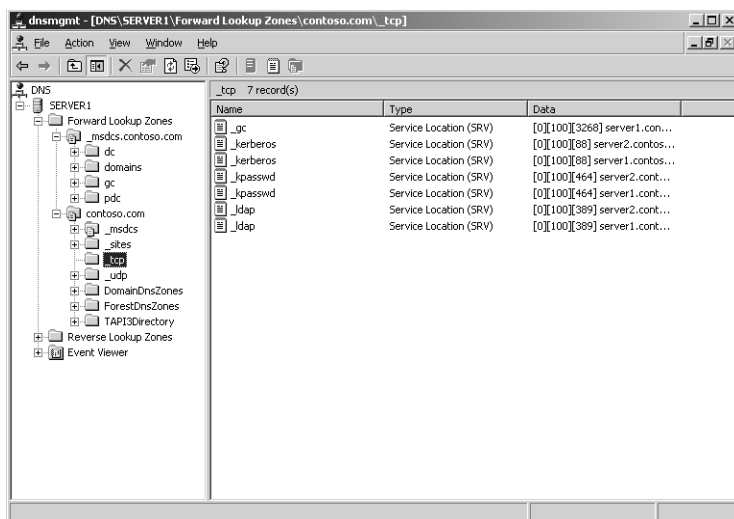 dnsmgmt - [DNS\SERVER1\Forward Lookup Zones\contoso.com\_tcp]
File Action View Window Help
DNS
SERVER1
Forward Lookup Zones
_msdcs.contoso.com
dc
domains
gc
pdc
contoso.com
_msdcs
_sites
_tcp
_udp
DomainDnsZones
ForestDnsZones
TAPI3Directory
Reverse Lookup Zones
Event Viewer
_tcp 7 record(s)
Name Type Data
_gc Service Location (SRV) [0][100][3268] server1.con...
_kerberos Service Location (SRV) [0][100][88] server2.contos...
_kerberos Service Location (SRV) [0][100][88] server1.contos...
_kpasswd Service Location (SRV) [0][100][464] server2.cont...
_kpasswd Service Location (SRV) [0][100][464] server1.cont...
_ldap Service Location (SRV) [0][100][389] server2.cont...
_ldap Service Location (SRV) [0][100][389] server1.cont...